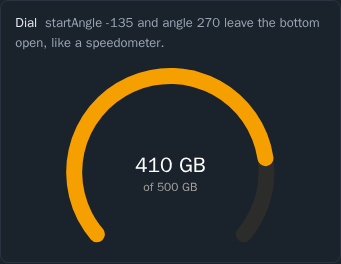 Dial startAngle -135 and angle 270 leave the bottom
open, like a speedometer.
410 GB
of 500 GB